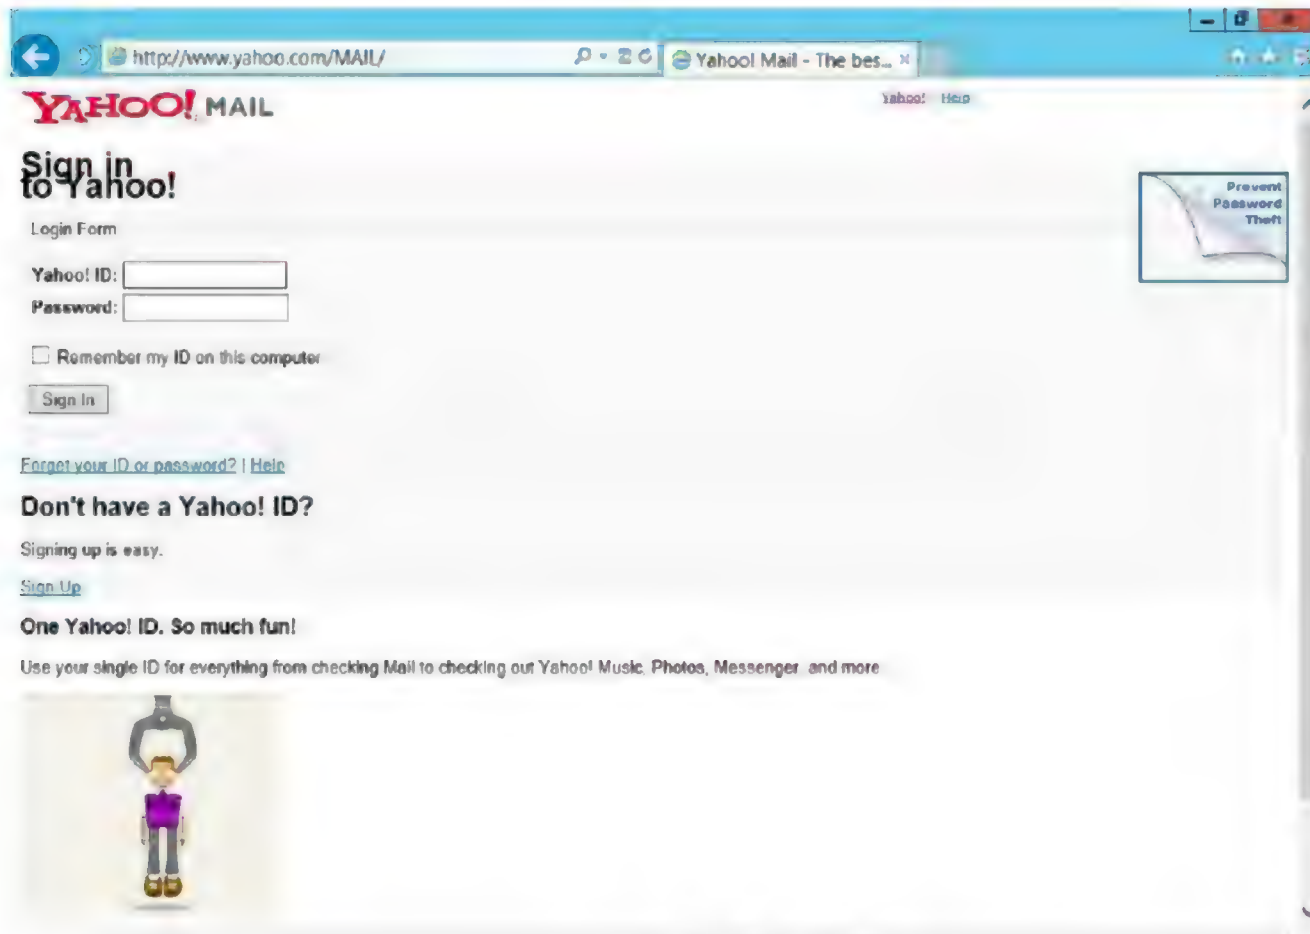 http://www.yahoo.com/MAIL/
Yahoo! Mail - The bes...
YAHOO! MAIL
Yahoo! Help
Sign in
to Yahoo!
Prevent
Password
Theft
Login Form
Yahoo! ID:
Password:
Remember my ID on this computer
Sign In
Forget your ID or password? | Help
Don't have a Yahoo! ID?
Signing up is easy.
Sign Up
One Yahoo! ID. So much fun!
Use your single ID for everything from checking Mail to checking out Yahoo! Music, Photos, Messenger, and more